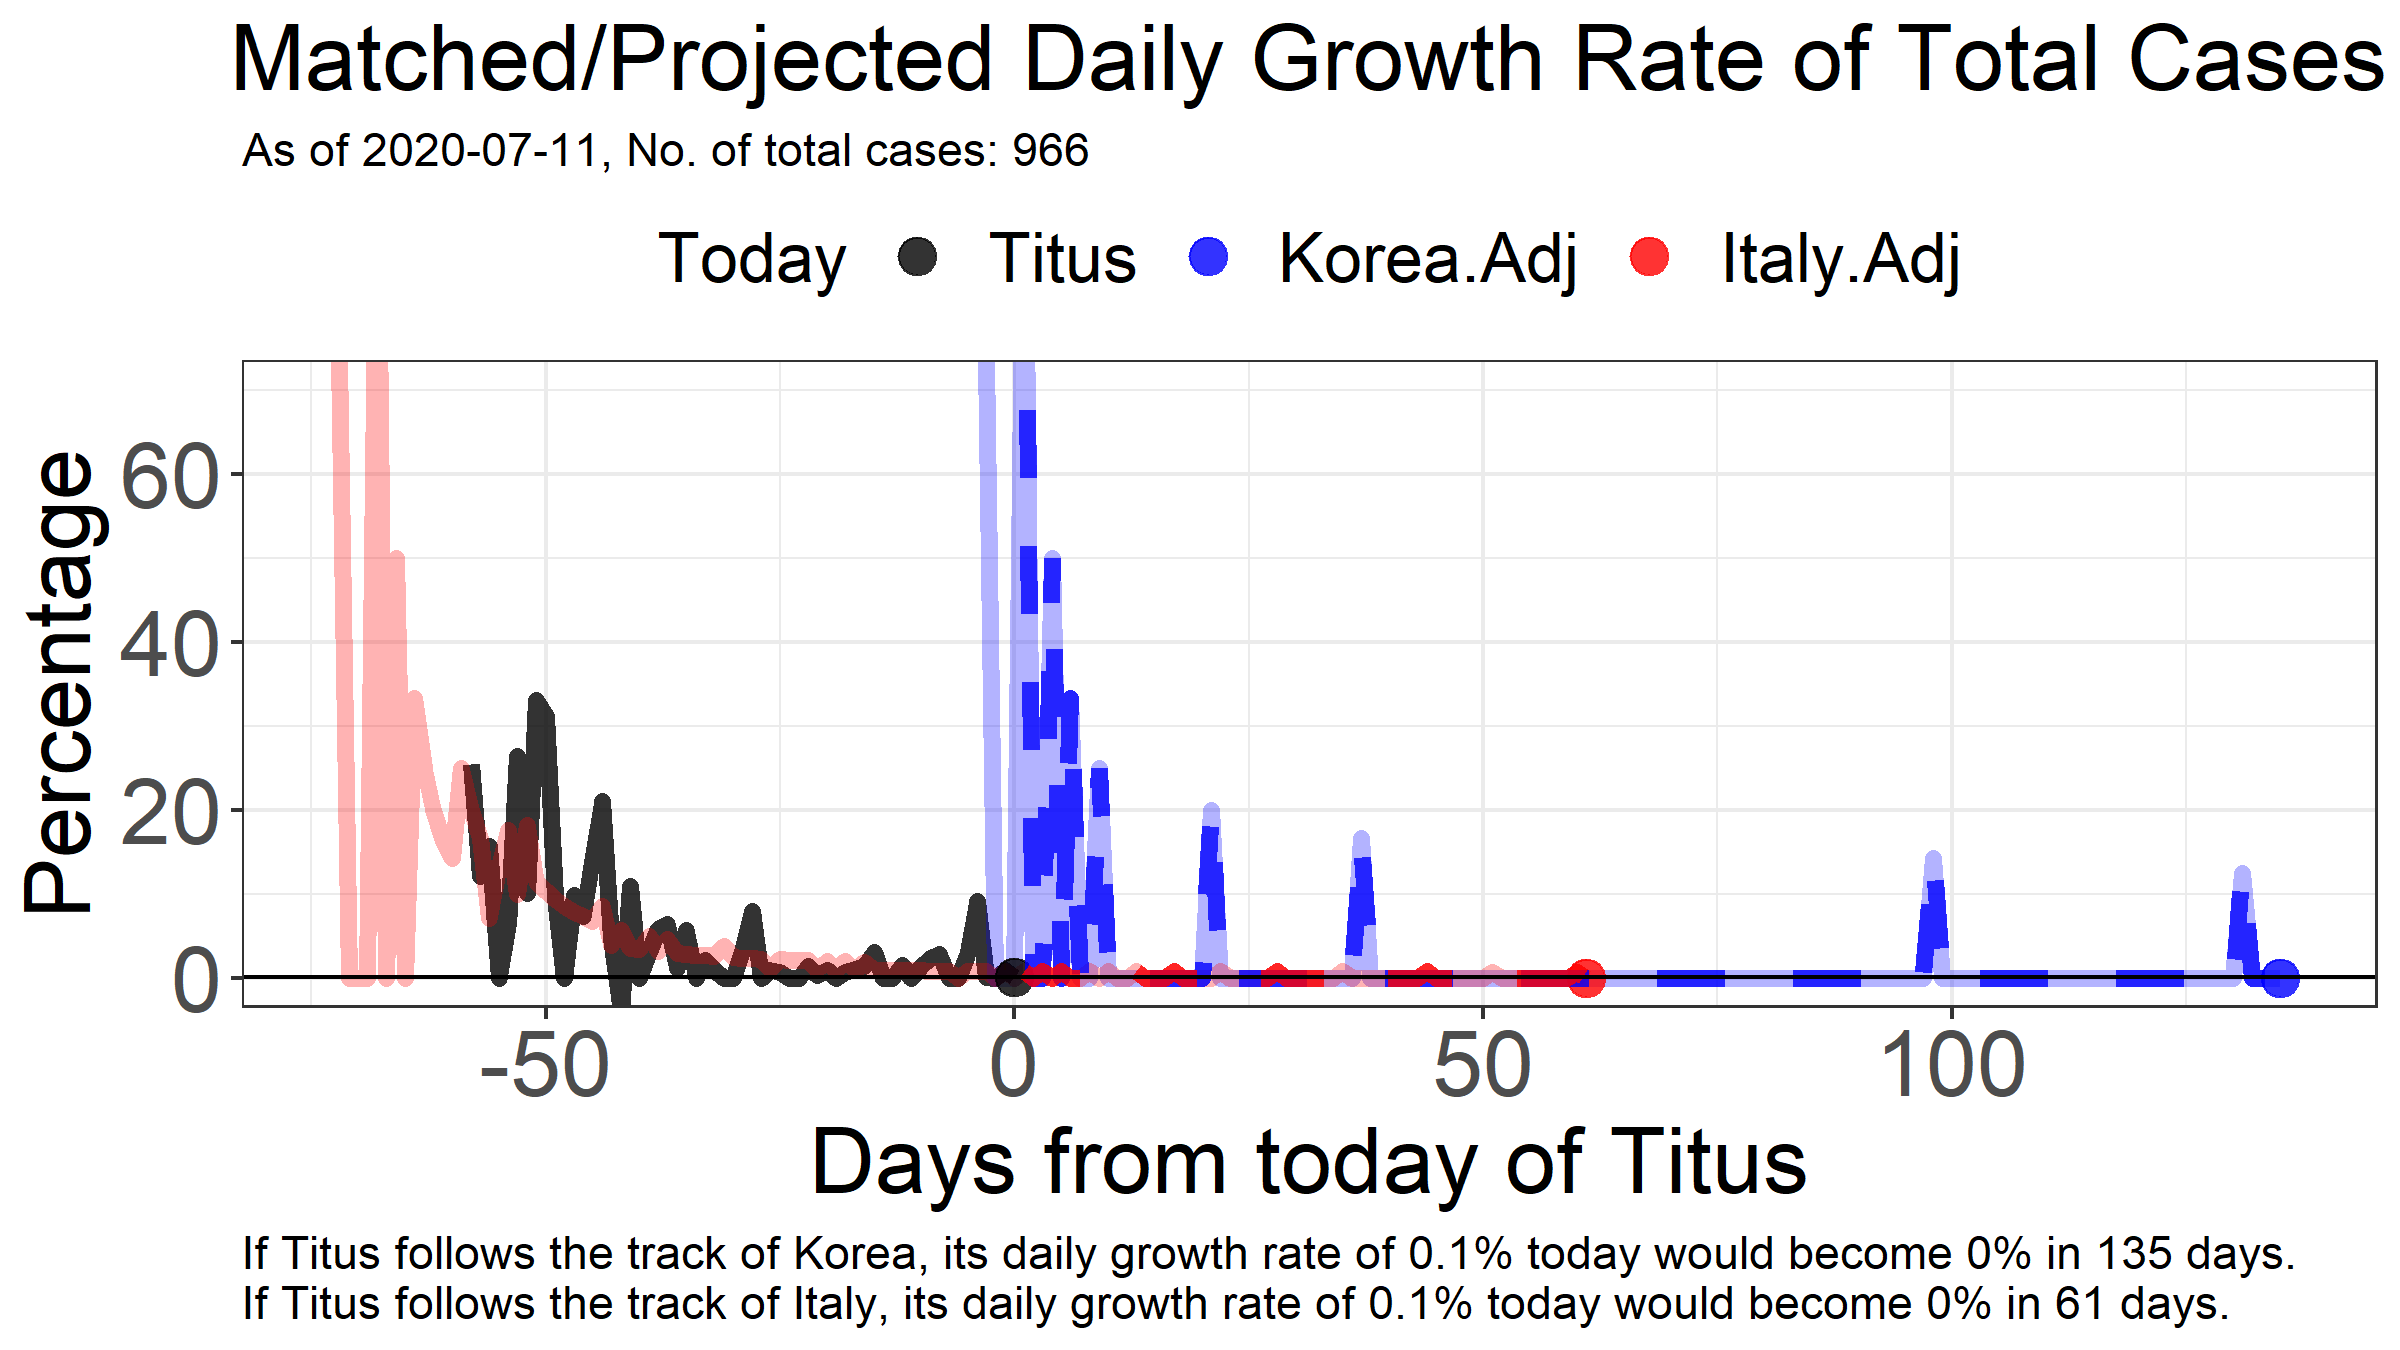 Matched/Projected Daily Growth Rate of Total Cases
As of 2020-07-11, No. of total cases: 966
Today Titus Korea.Adj Italy.Adj
Percentage
60
40
20
0
-50 0 50 100
Days from today of Titus
If Titus follows the track of Korea, its daily growth rate of 0.1% today would become 0% in 135 days.
If Titus follows the track of Italy, its daily growth rate of 0.1% today would become 0% in 61 days.